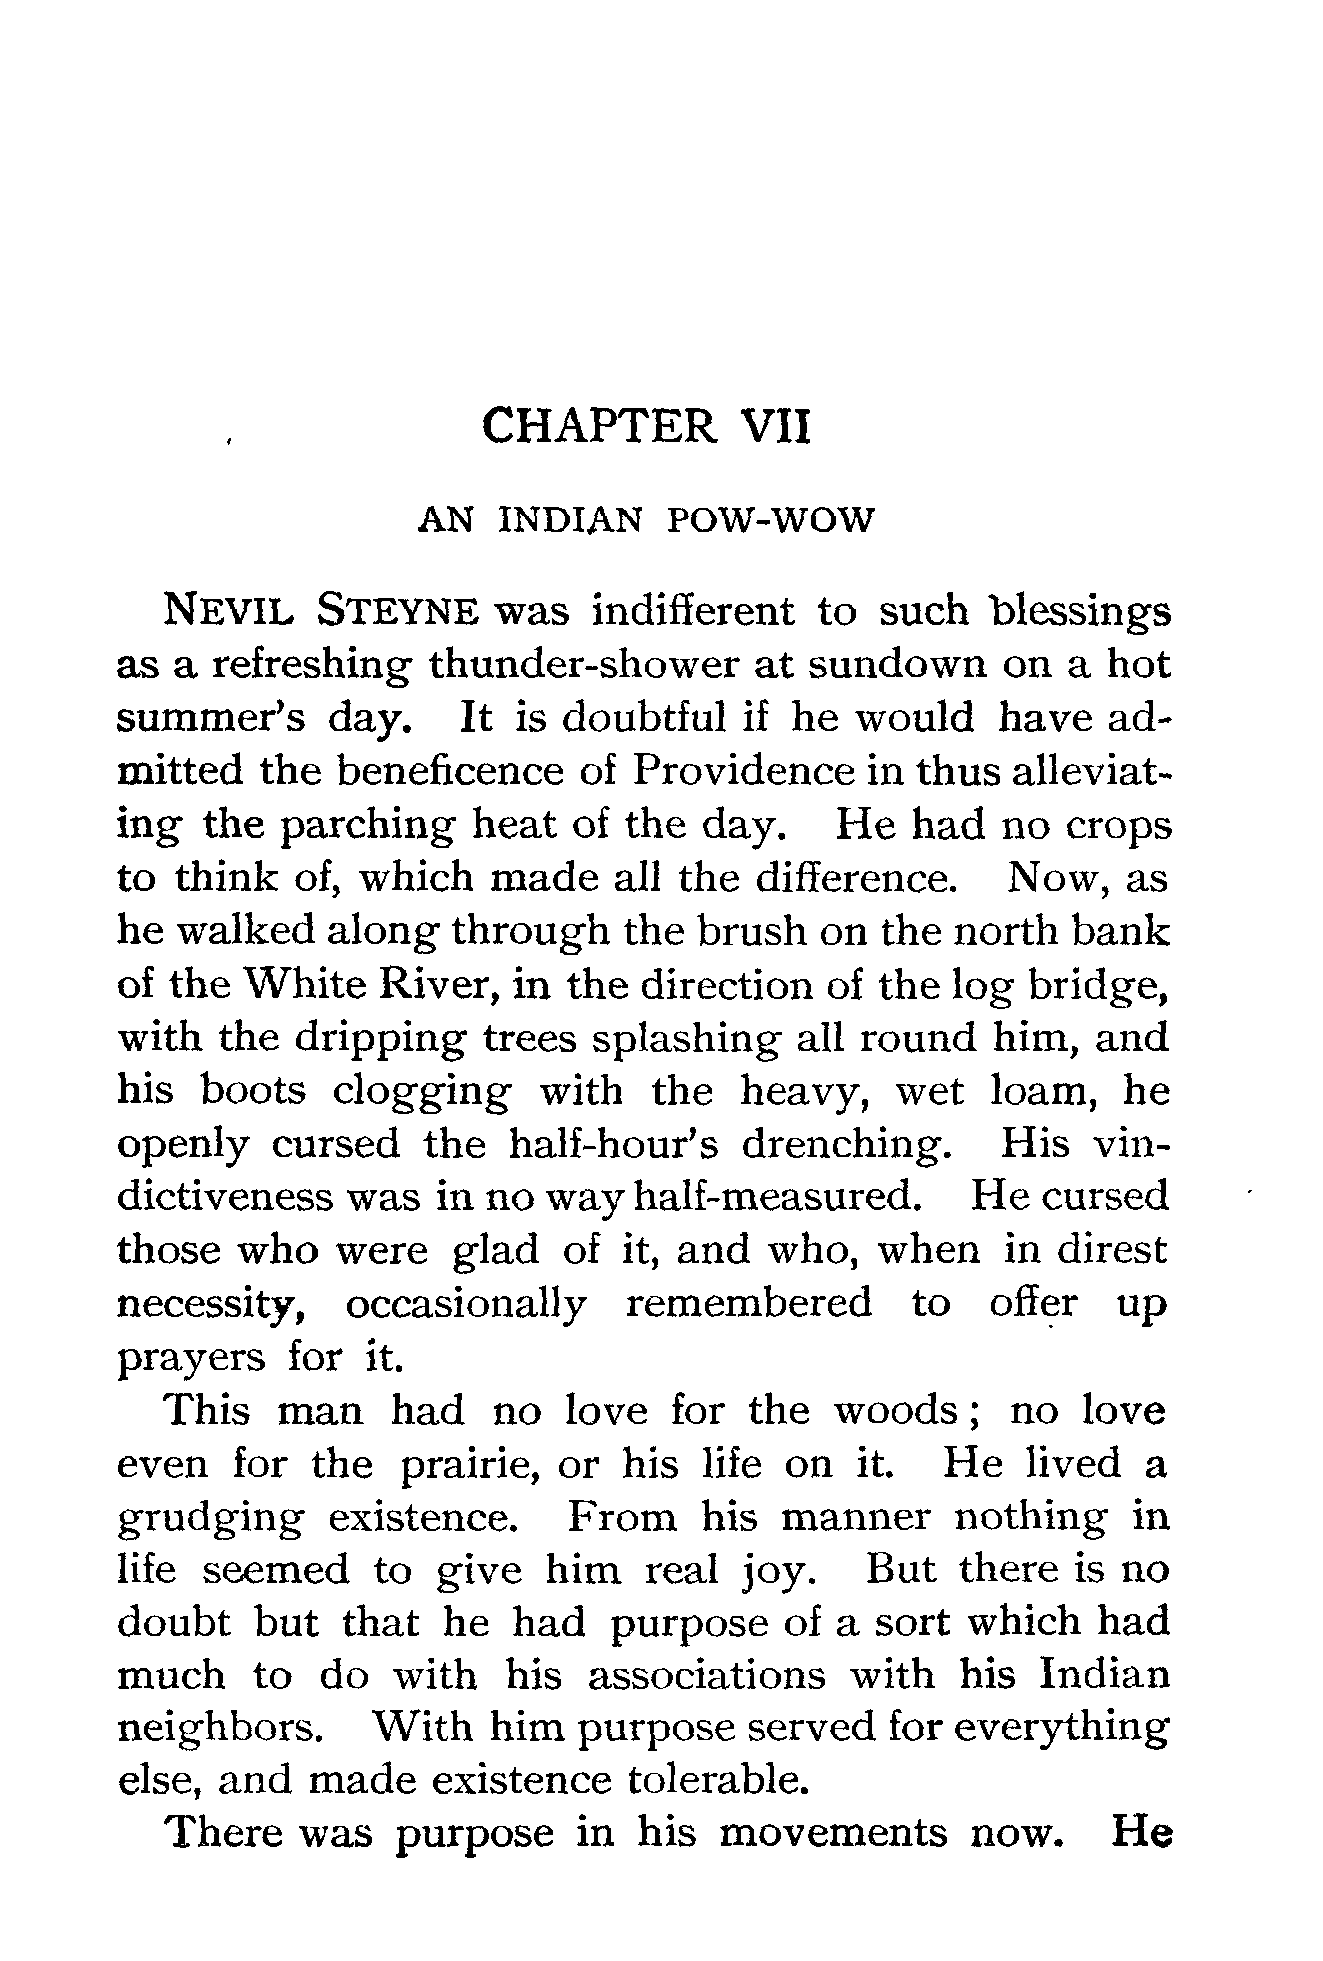 CHAPTER VII
AN INDIAN POW-WOW
NEVIL STEYNE was indifferent to such blessings
as a refreshing thunder-shower at sundown on a hot
summer's day. It is doubtful if he would have ad-
mitted the beneficence of Providence in thus alleviat-
ing the parching heat of the day. He had no crops
to think of, which made all the difference. Now, as
he walked along through the brush on the north bank
of the White River, in the direction of the log bridge,
with the dripping trees splashing all round him, and
his boots clogging with the heavy, wet loam, he
openly cursed the half-hour's drenching. His vin-
dictiveness was in no way half-measured. He cursed
those who were glad of it, and who, when in direst
necessity, occasionally remembered to offer up
prayers for it.
This man had no love for the woods; no love
even for the prairie, or his life on it. He lived a
grudging existence. From his manner nothing in
life seemed to give him real joy. But there is no
doubt but that he had purpose of a sort which had
much to do with his associations with his Indian
neighbors. With him purpose served for everything
else, and made existence tolerable.
There was purpose in his movements now. He